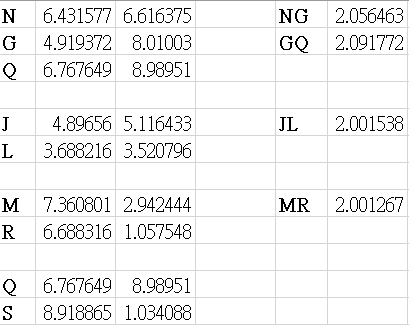 N 6.431577 6.616375 NG 2.056463
G 4.919372 8.01003 GQ 2.091772
Q 6.767649 8.98951
J 4.89656 5.116433 JL 2.001538
L 3.688216 3.520796
M 7.360801 2.942444 MR 2.001267
R 6.688316 1.057548
Q 6.767649 8.98951
S 8.918865 1.034088